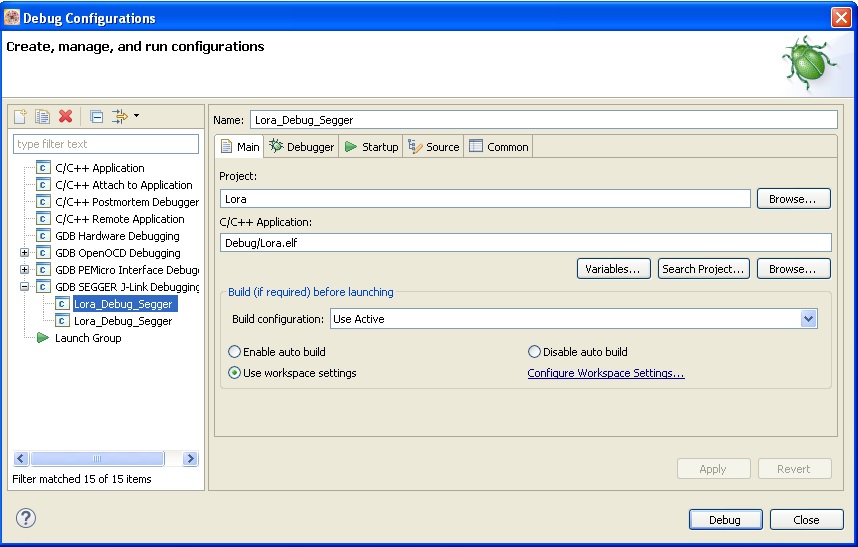 Debug Configurations
Create, manage, and run configurations
type filter text
C/C++ Application
C/C++ Attach to Application
C/C++ Postmortem Debugger
C/C++ Remote Application
GDB Hardware Debugging
GDB OpenOCD Debugging
GDB PEMicro Interface Debug
GDB SEGGER J-Link Debugging
Lora_Debug_Segger
Lora_Debug_Segger
Launch Group
Filter matched 15 of 15 items
Name: Lora_Debug_Segger
Main Debugger Startup Source Common
Project:
Lora Browse...
C/C++ Application:
Debug/Lora.elf
Variables... Search Project... Browse...
Build (if required) before launching
Build configuration: Use Active
Enable auto build Disable auto build
Use workspace settings Configure Workspace Settings...
Apply Revert
? Debug Close